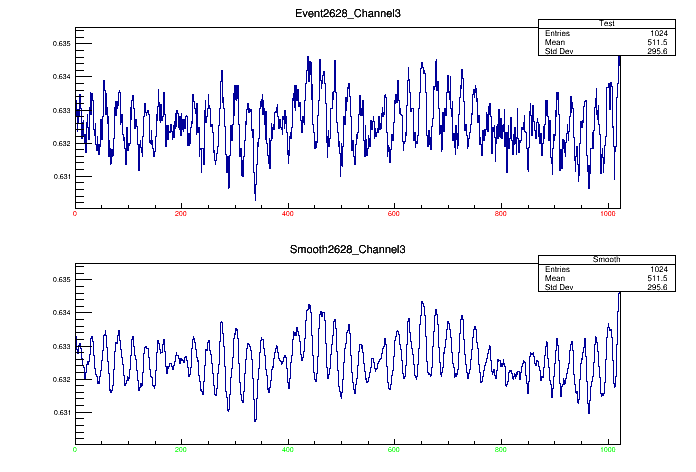 Event2628_Channel3
Test
Entries 1024
Mean 511.5
Std Dev 295.6
0.635
0.634
0.633
0.632
0.631
0 200 400 600 800 1000
Smooth2628_Channel3
Smooth
Entries 1024
Mean 511.5
Std Dev 295.6
0.635
0.634
0.633
0.632
0.631
0 200 400 600 800 1000